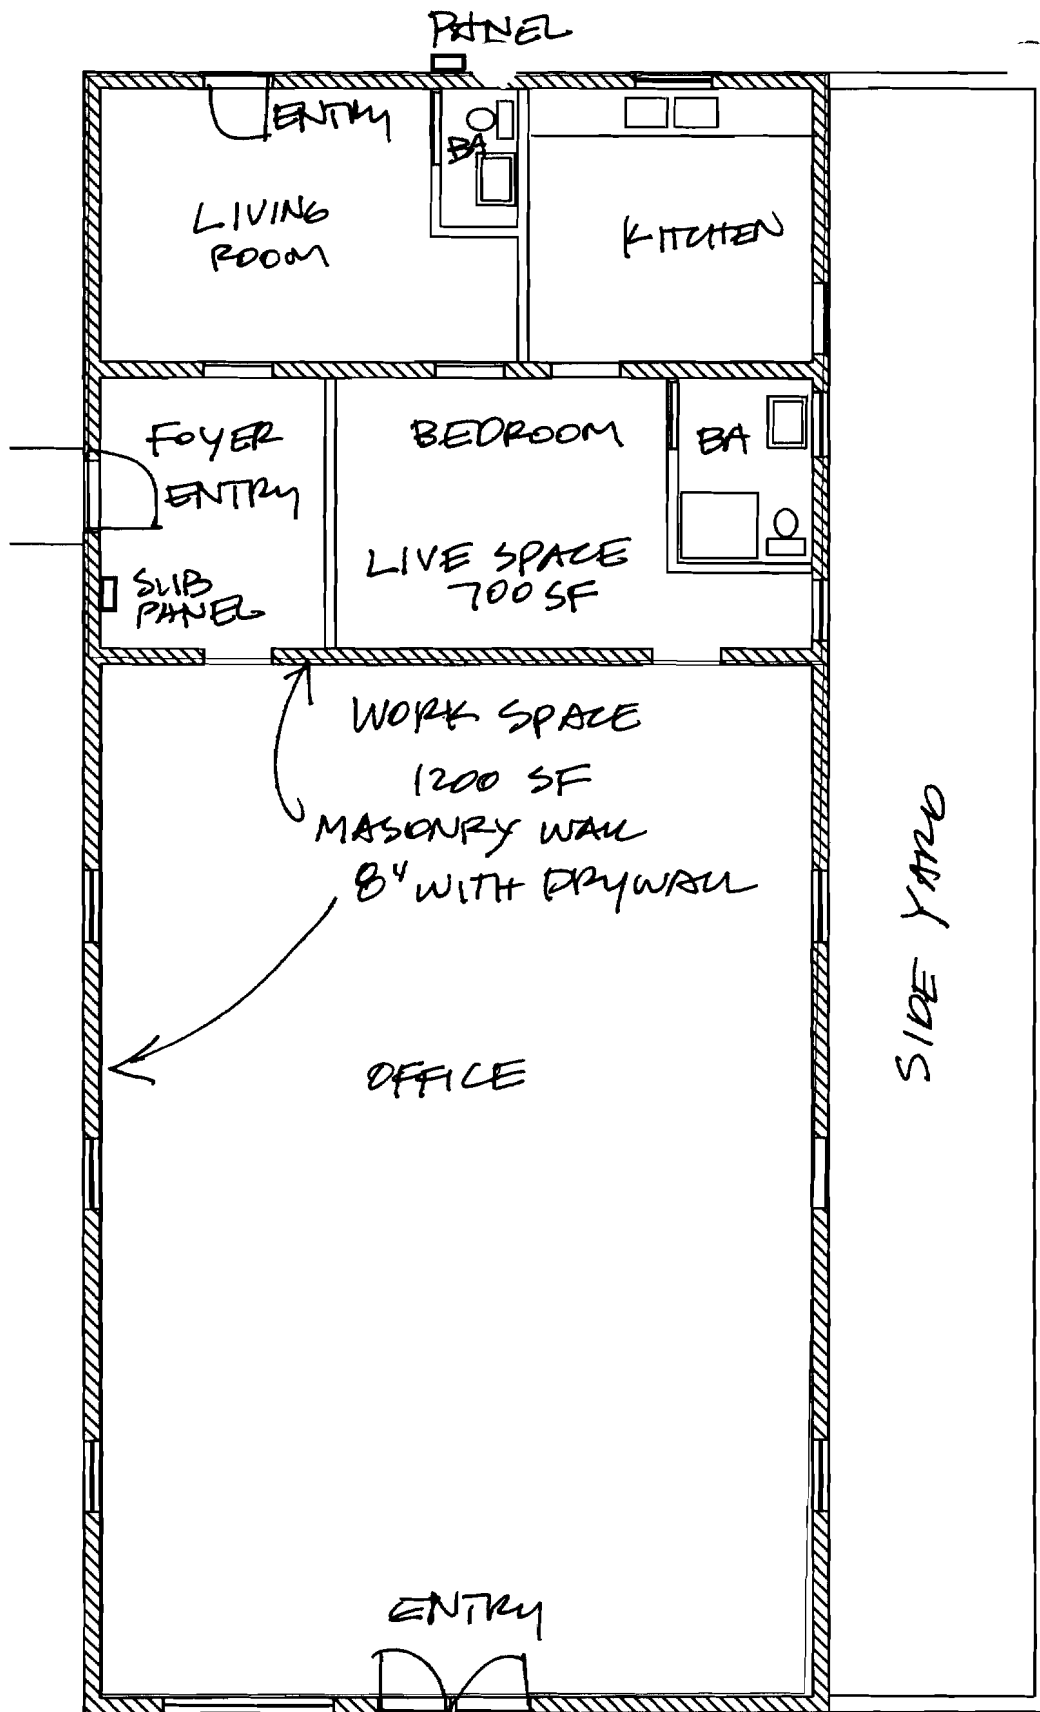 PANEL
ENTRY
BA
LIVING
ROOM
KITCHEN
FOYER
ENTRY
BEDROOM
BA
LIVE SPACE
700 SF
SUB
PANEL
WORK SPACE
1200 SF
MASONRY WALL
8" WITH DRYWALL
OFFICE
SIDE YARD
ENTRY